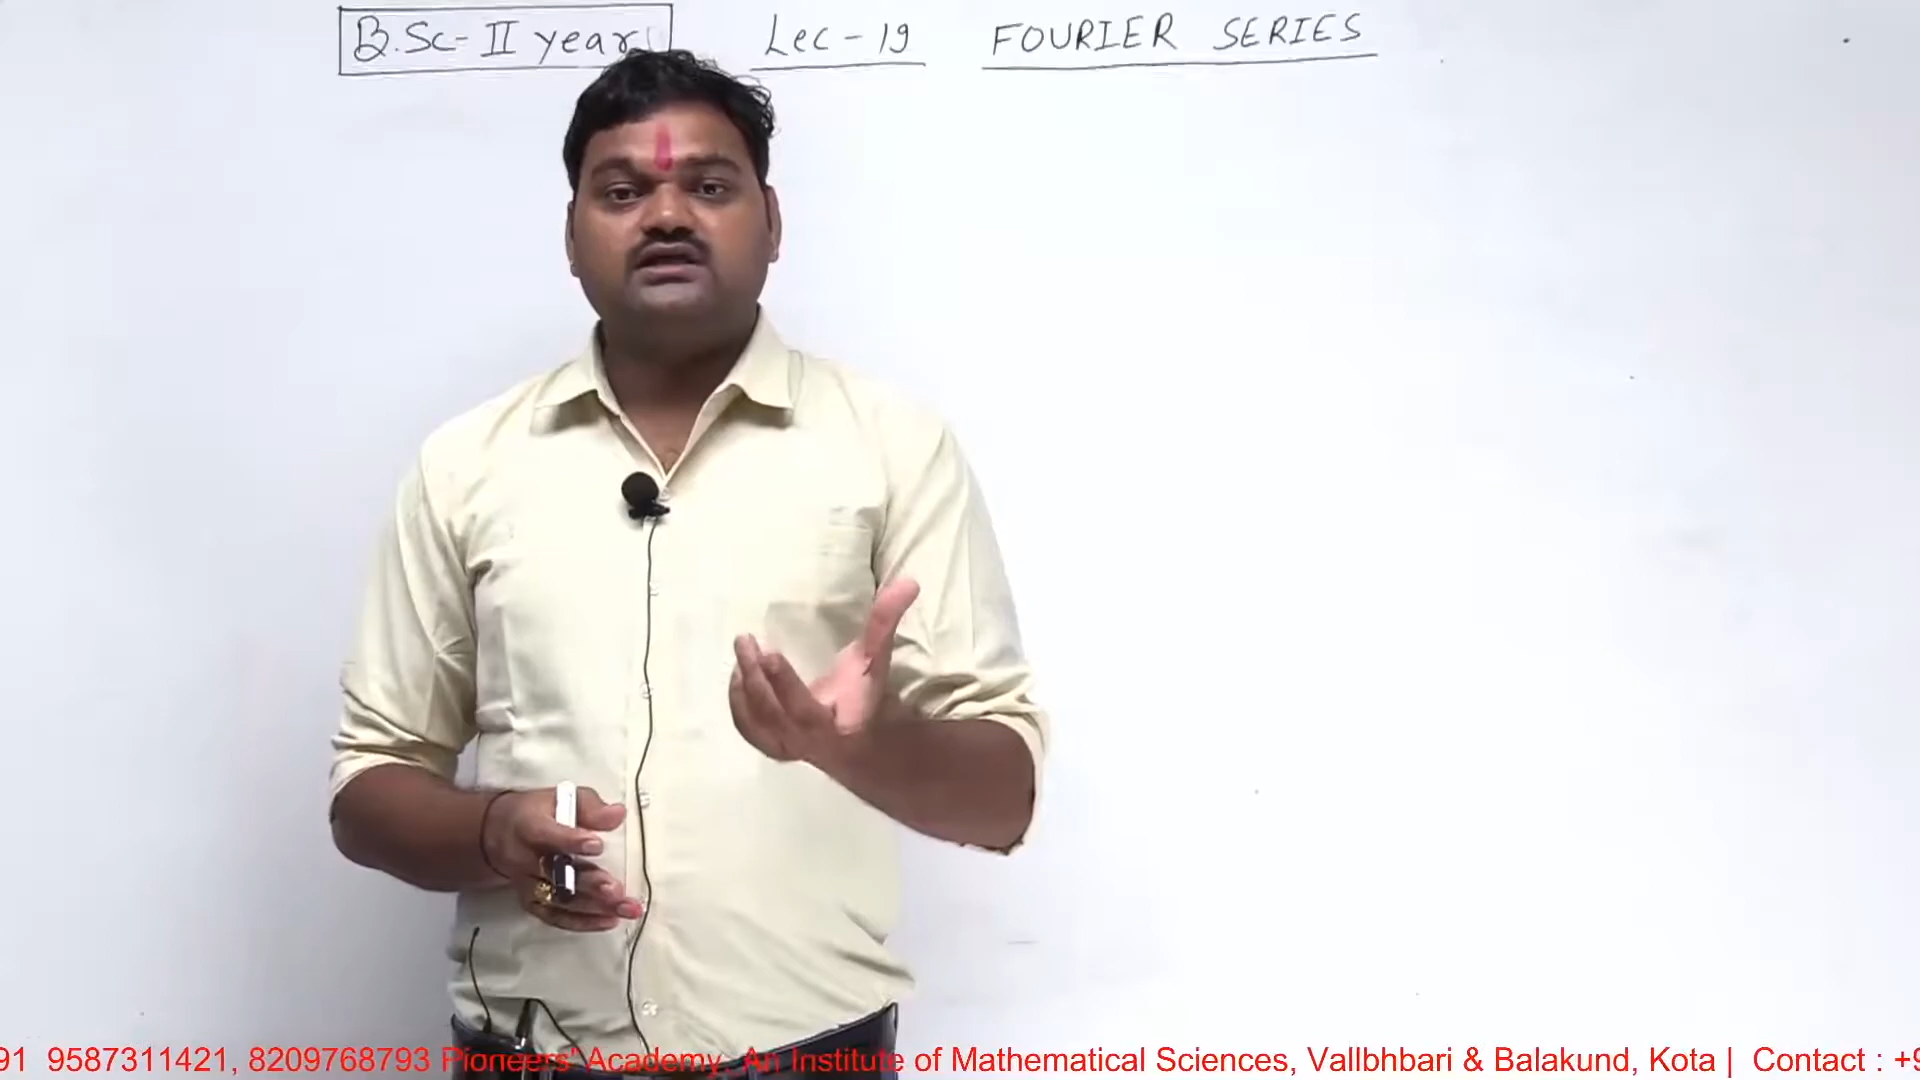 B.Sc-II year Lec-19 FOURIER SERIES
91 9587311421, 8209768793 Pioneers' Academy. An Institute of Mathematical Sciences, Vallbhbari & Balakund, Kota | Contact : +9